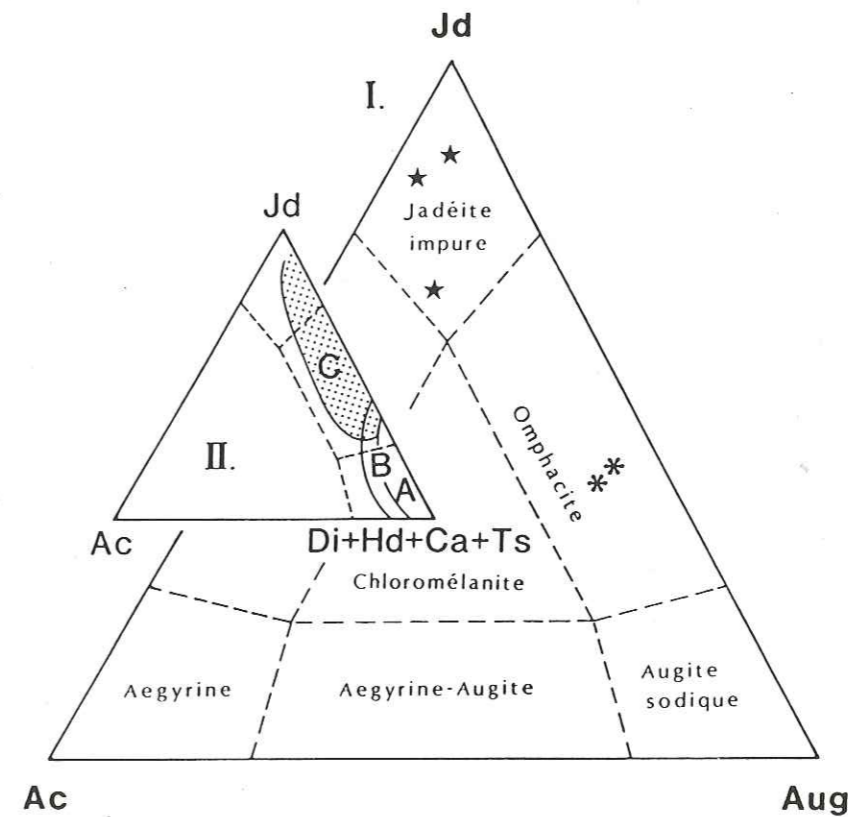 Jd
I.
Jadéite
impure
Jd
C
Omphacite
II.
B
A
Ac
Di+Hd+Ca+Ts
Chloromélanite
Aegyrine
Aegyrine-Augite
Augite
sodique
Ac
Aug